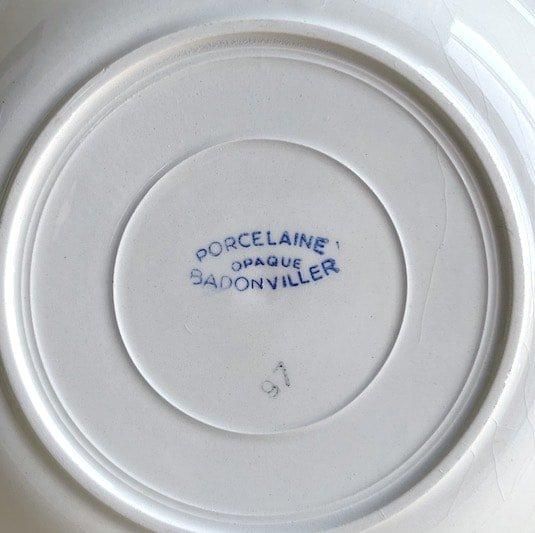 PORCELAINE
OPAQUE
BADONVILLER
97